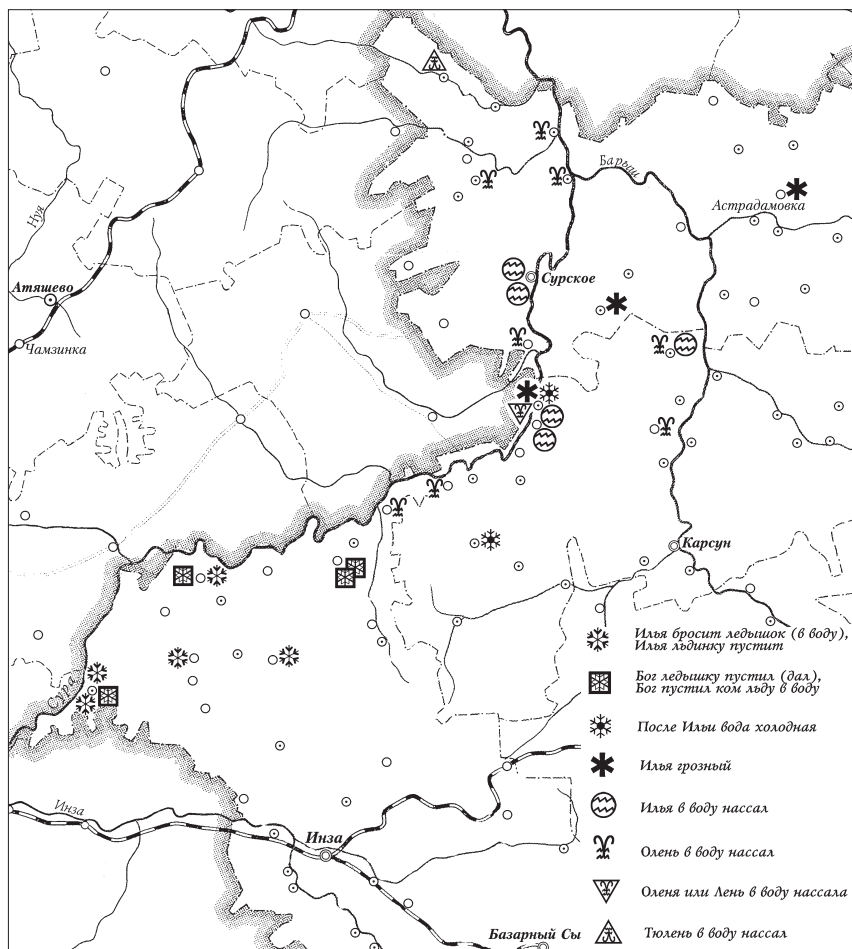 Барыш
Астрадамовка
Нуя
Сурское
Атяшево
Чамзинка
Карсун
Илья бросит ледышок (в воду),
Илья льдинку пустит
Сура
Бог ледышку пустил (дал),
Бог пустил ком льду в воду
После Ильи вода холодная
Илья грозный
Инза
Илья в воду нассал
Инза
Олень в воду нассал
Оленя или Лень в воду нассала
Базарный Сы
Тюлень в воду нассал